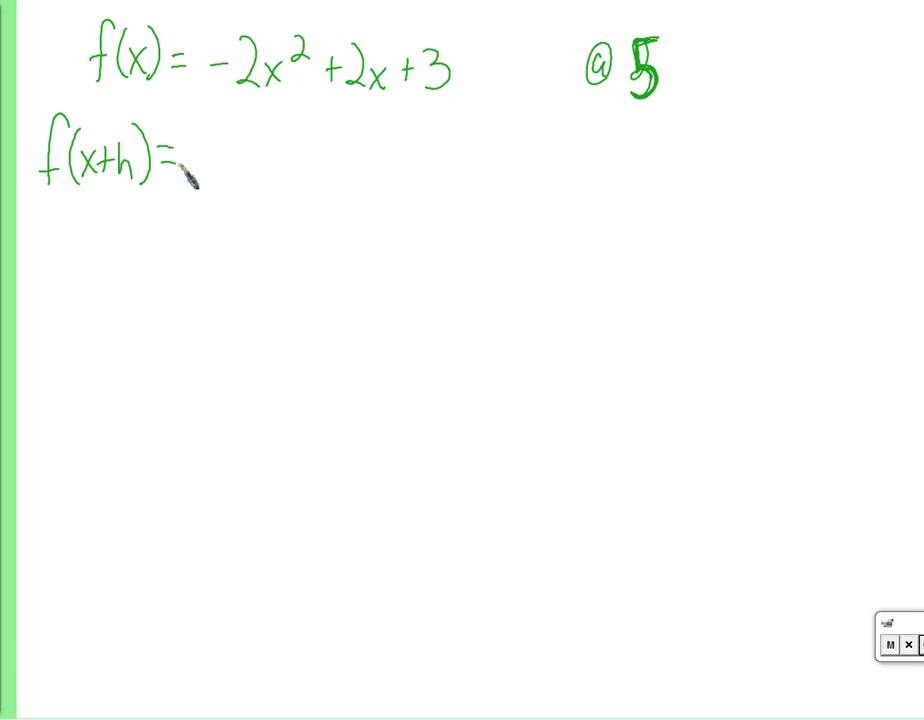 f(x) = -2x² + 2x + 3 @ 5
f(x+h) =
M ×